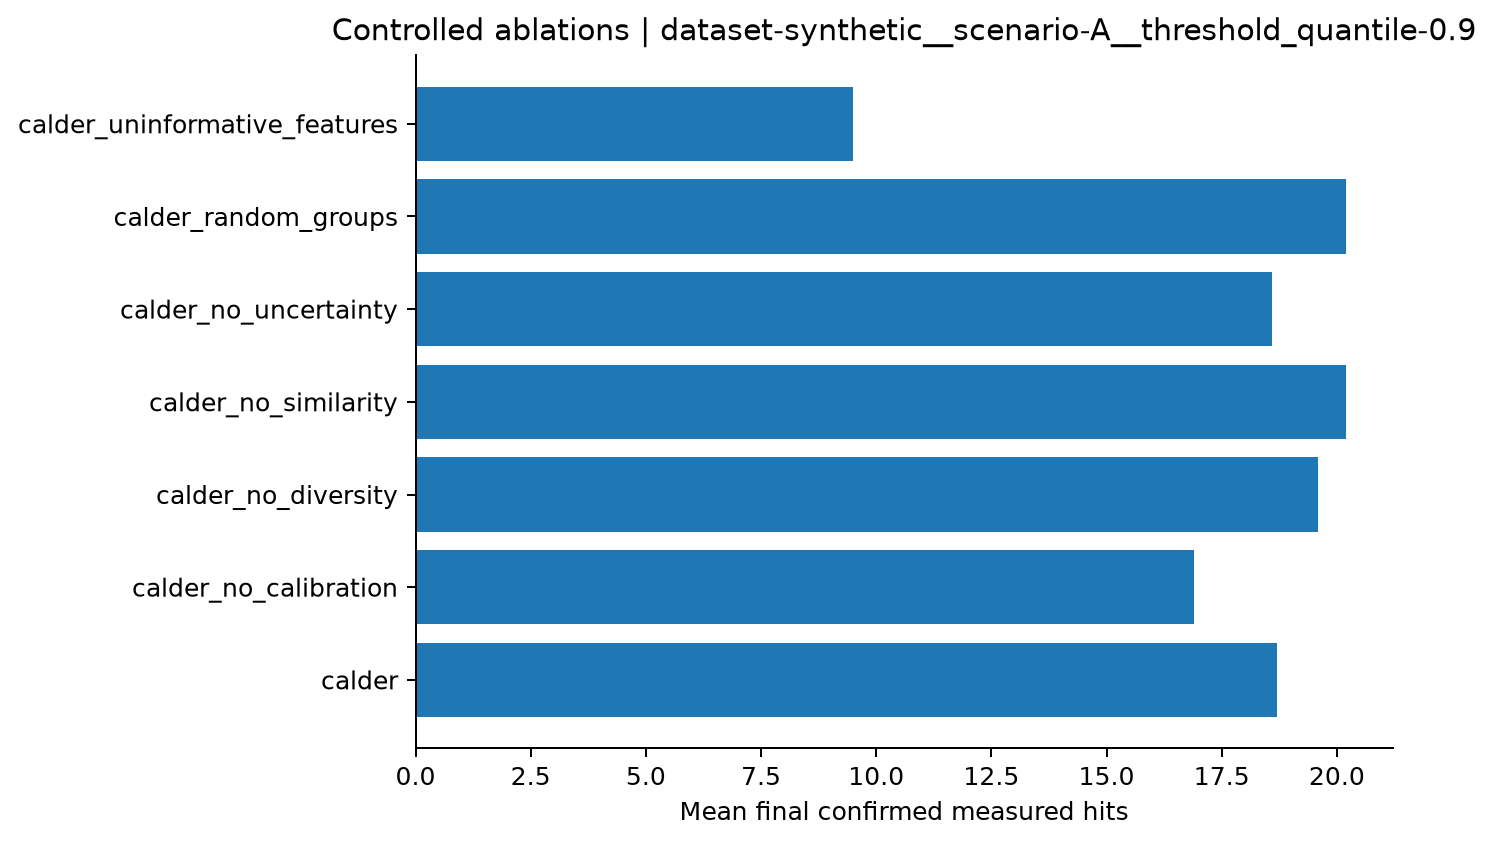 Controlled ablations | dataset-synthetic__scenario-A__threshold_quantile-0.9
calder_uninformative_features
calder_random_groups
calder_no_uncertainty
calder_no_similarity
calder_no_diversity
calder_no_calibration
calder
0.0 2.5 5.0 7.5 10.0 12.5 15.0 17.5 20.0
Mean final confirmed measured hits